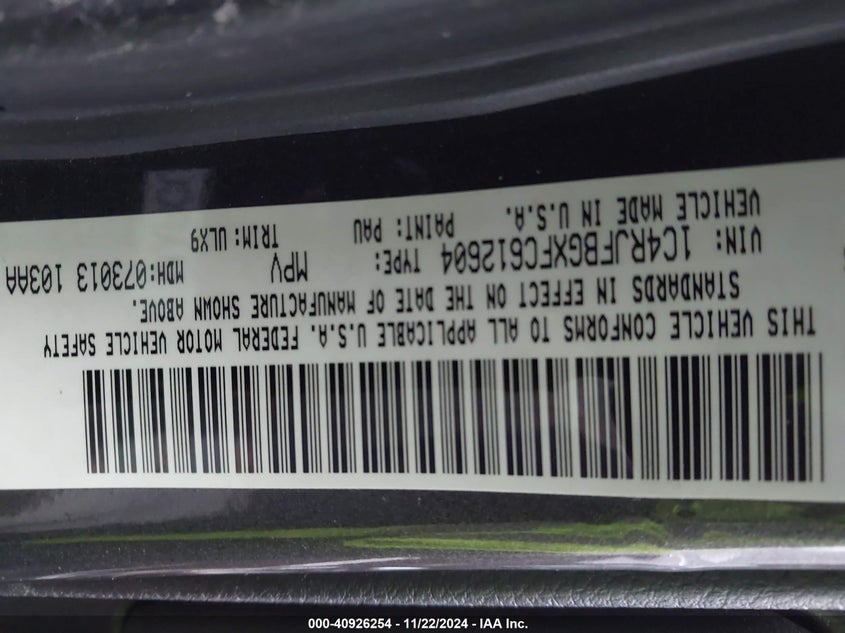 THIS VEHICLE CONFORMS TO ALL APPLICABLE U.S.A. FEDERAL MOTOR VEHICLE SAFETY
STANDARDS IN EFFECT ON THE DATE OF MANUFACTURE SHOWN ABOVE.
VIN: 1C4RJFBGXFC612604 TYPE: MPV MDH:073013 103AA
VEHICLE MADE IN U.S.A. PAINT: PAU TRIM: ULX9
000-40926254 - 11/22/2024 - IAA Inc.